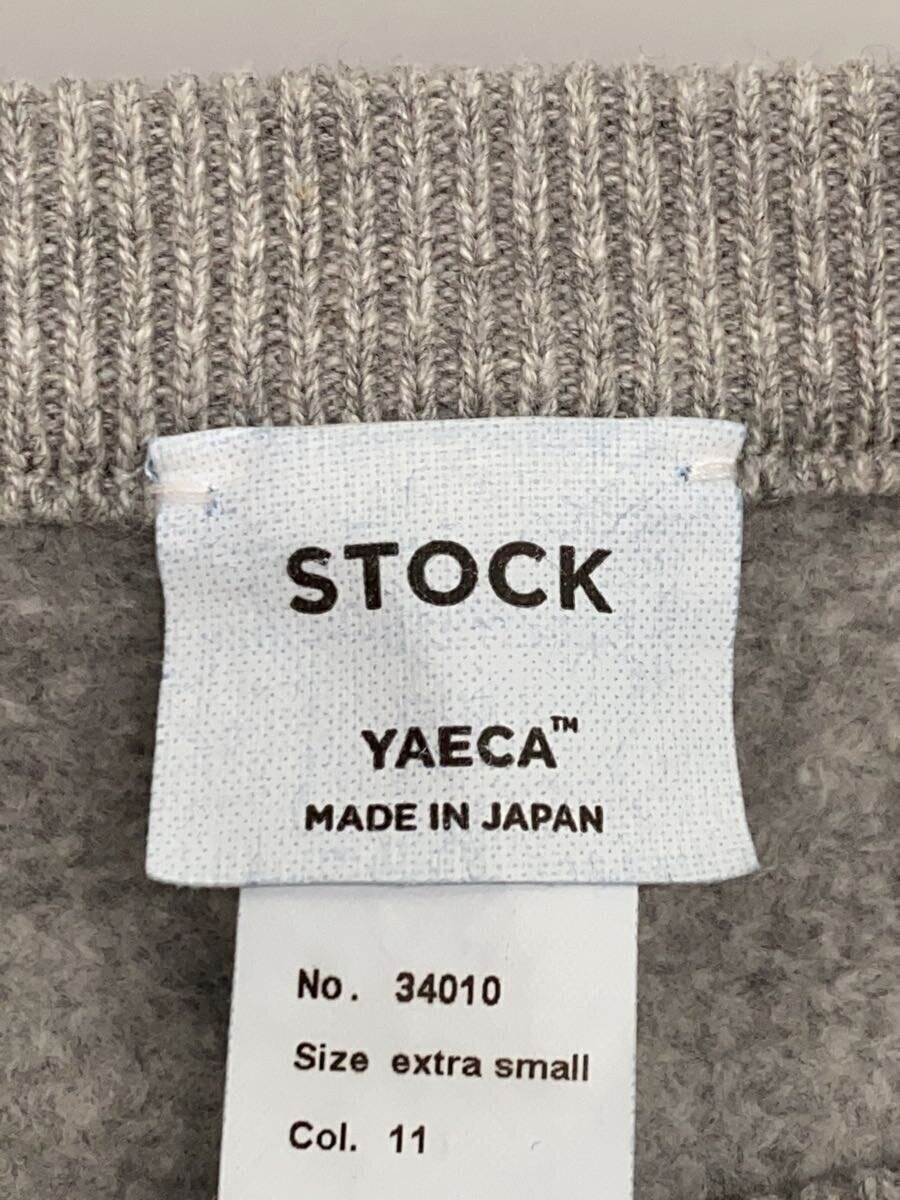 STOCK
YAECA™
MADE IN JAPAN
No. 34010
Size extra small
Col. 11